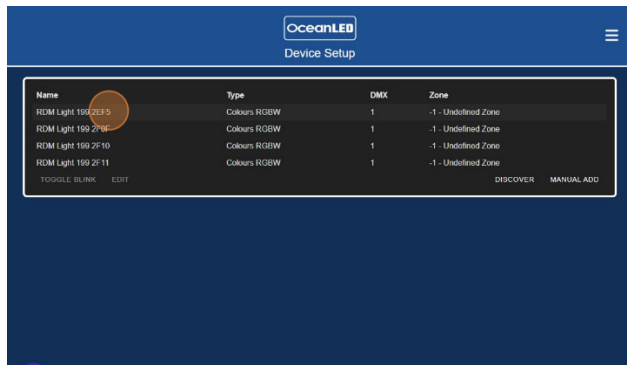 OceanLED
Device Setup
Name Type DMX Zone
RDM Light 199 2EF5 Colours RGBW 1 -1 - Undefined Zone
RDM Light 199 2F0F Colours RGBW 1 -1 - Undefined Zone
RDM Light 199 2F10 Colours RGBW 1 -1 - Undefined Zone
RDM Light 199 2F11 Colours RGBW 1 -1 - Undefined Zone
TOGGLE BLINK EDIT DISCOVER MANUAL ADD